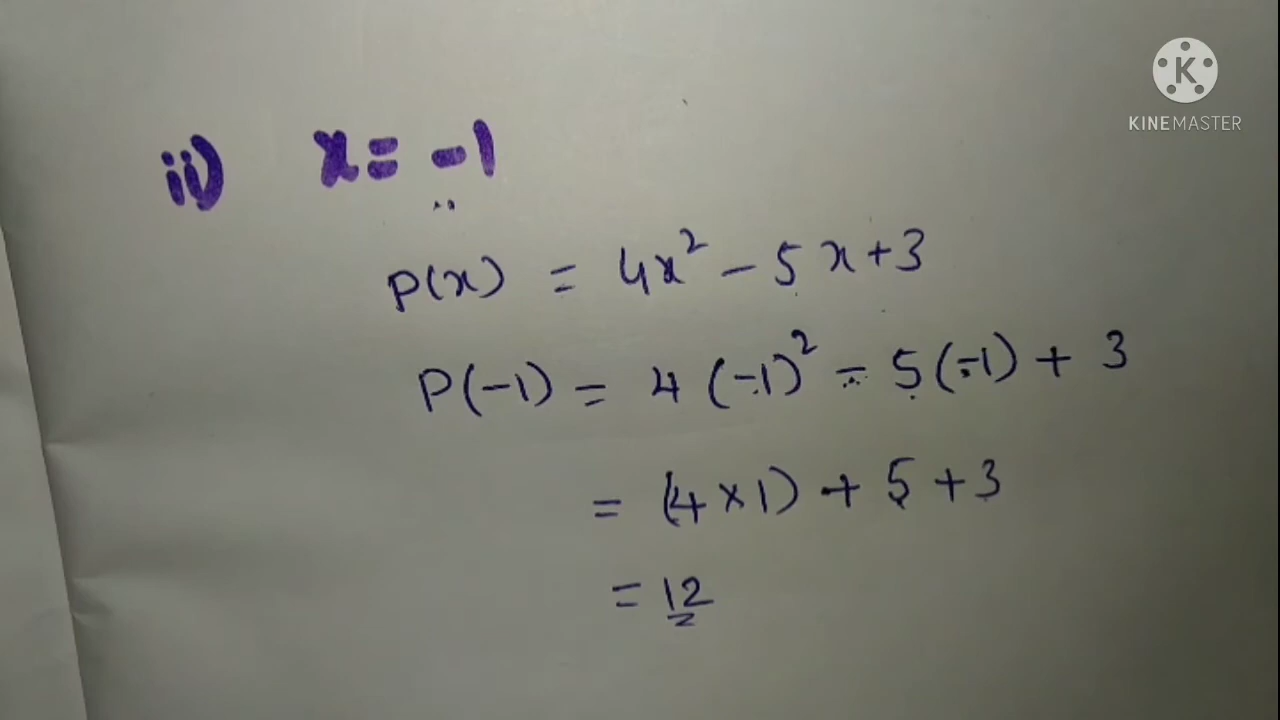 KINEMASTER
ii) x = -1
P(x) = 4x² - 5x + 3
P(-1) = 4(-1)² - 5(-1) + 3
= (4 × 1) + 5 + 3
= 12